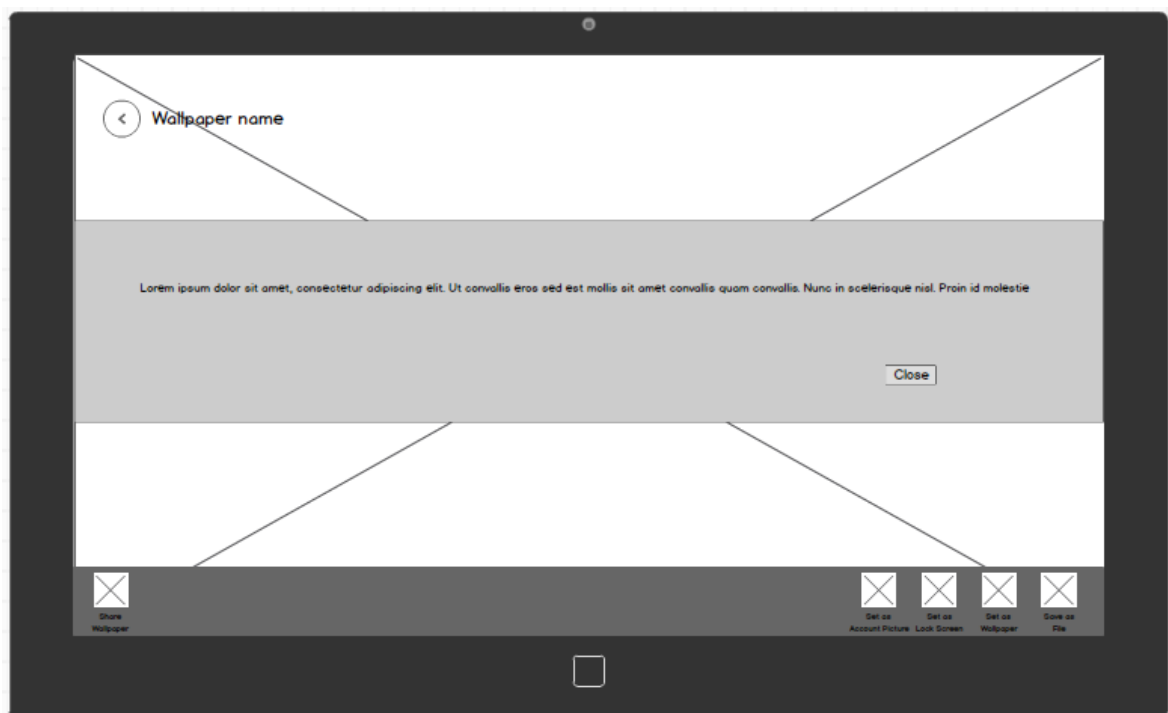 Wallpaper name
Lorem ipsum dolor sit amet, consectetur adipiscing elit. Ut convallis eros sed est mollis sit amet convallis quam convallis. Nunc in scelerisque nisl. Proin id molestie
Close
Share
Wallpaper
Set as
Account Picture
Set as
Lock Screen
Set as
Wallpaper
Save as
File